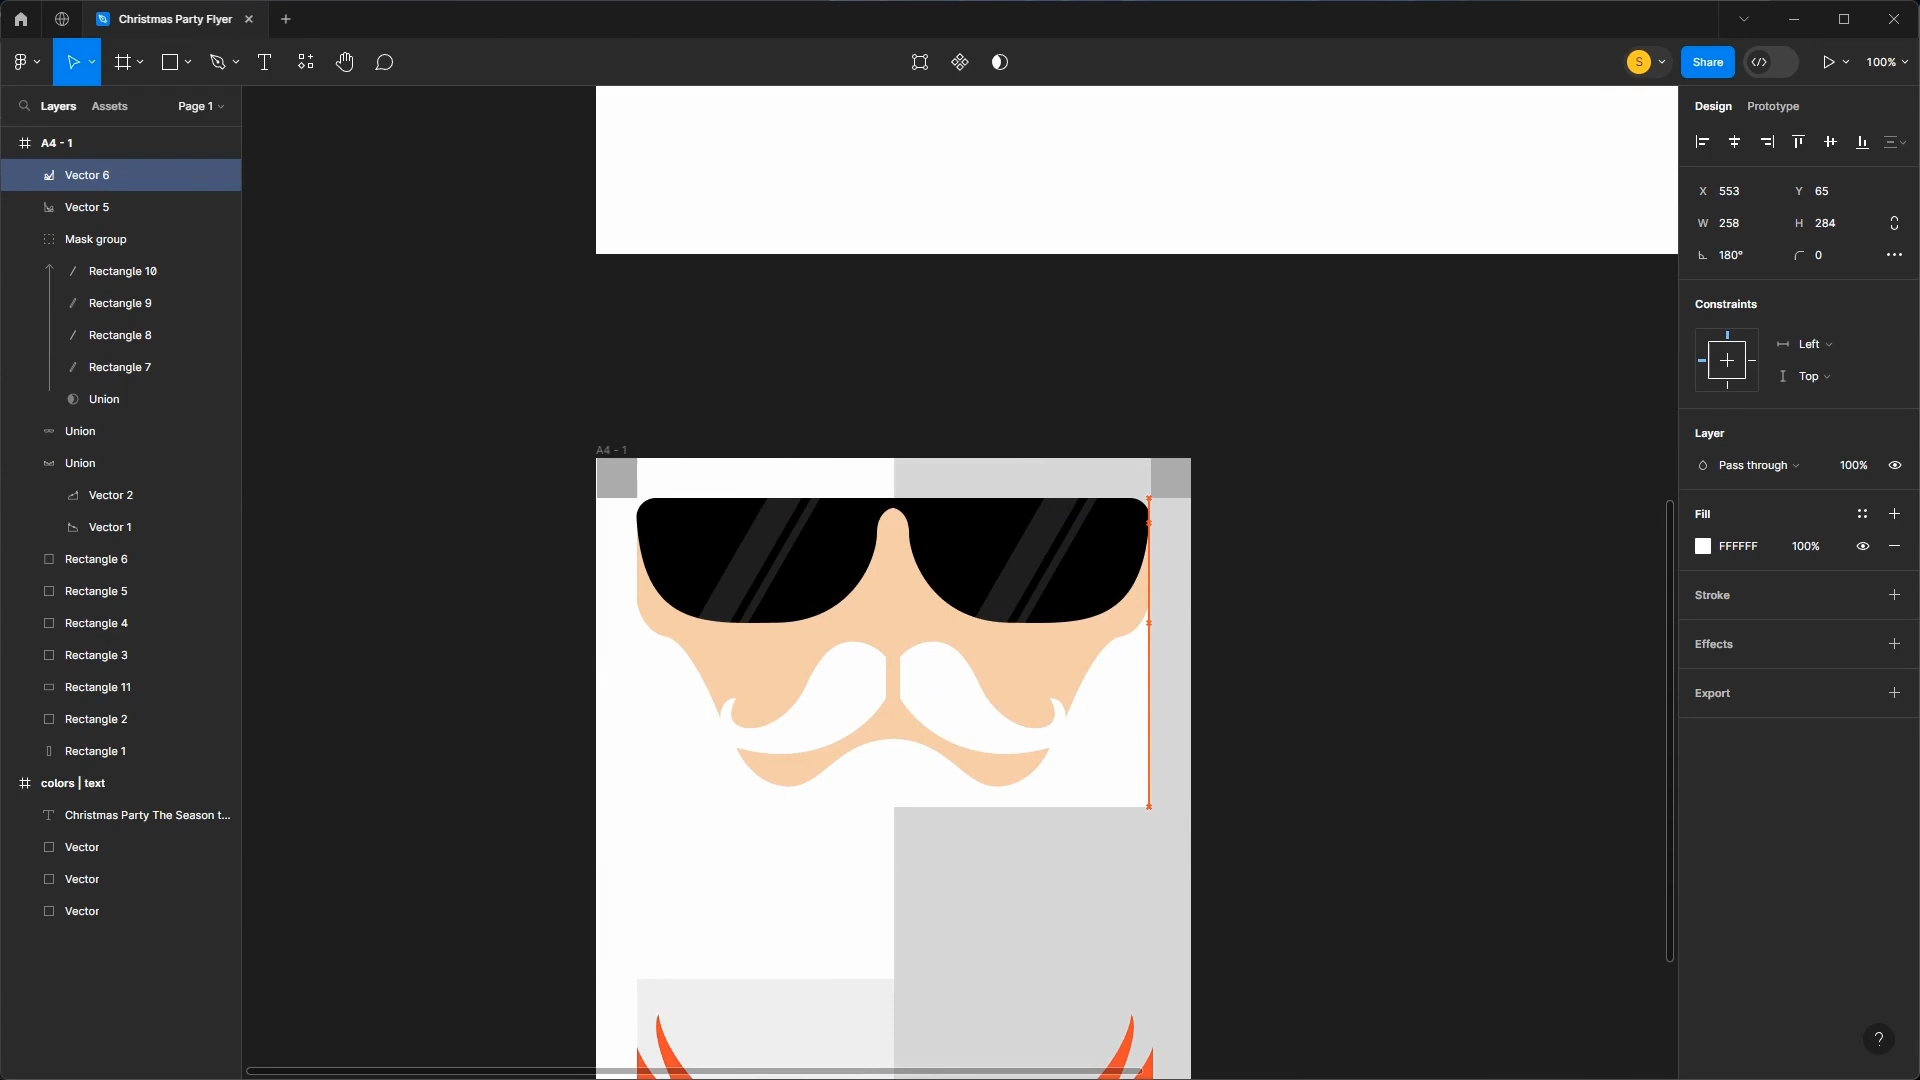 Christmas Party Flyer
S
Share
100%
Layers
Assets
Page 1
Design
Prototype
A4 - 1
Vector 6
Vector 5
Mask group
Rectangle 10
Rectangle 9
Rectangle 8
Rectangle 7
Union
Union
Union
Vector 2
Vector 1
Rectangle 6
Rectangle 5
Rectangle 4
Rectangle 3
Rectangle 11
Rectangle 2
Rectangle 1
colors | text
Christmas Party The Season t...
Vector
Vector
Vector
A4 - 1
X 553 Y 65
W 258 H 284
180° 0
Constraints
Left
Top
Layer
Pass through 100%
Fill
FFFFFF 100%
Stroke
Effects
Export
?